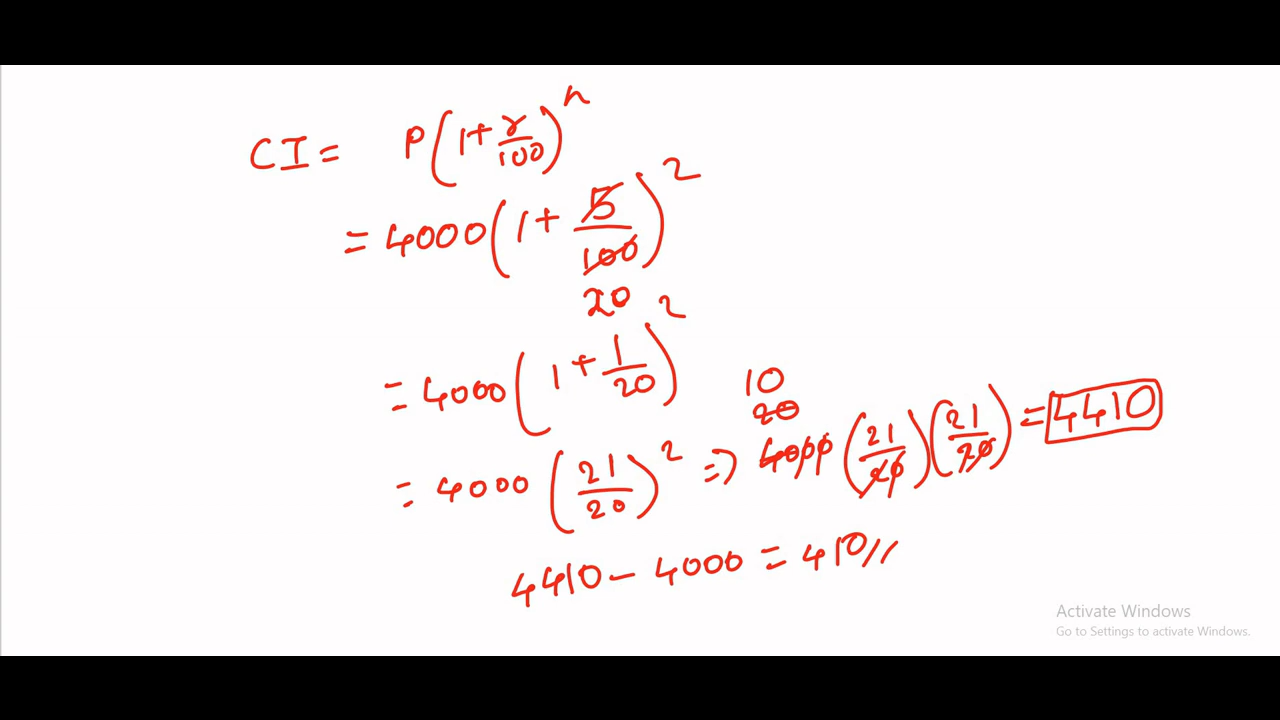 CI = P(1+r/100)^n
= 4000(1+5/100)^2
20
= 4000(1+1/20)^2
10
20
= 4000(21/20)^2 => 4000(21/20)(21/20) = 4410
4410 - 4000 = 410//
Activate Windows
Go to Settings to activate Windows.